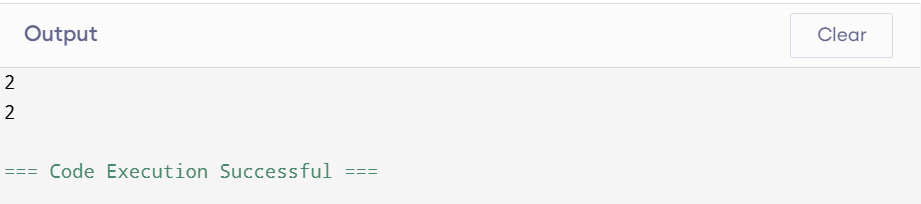 Output
Clear
2
2
=== Code Execution Successful ===